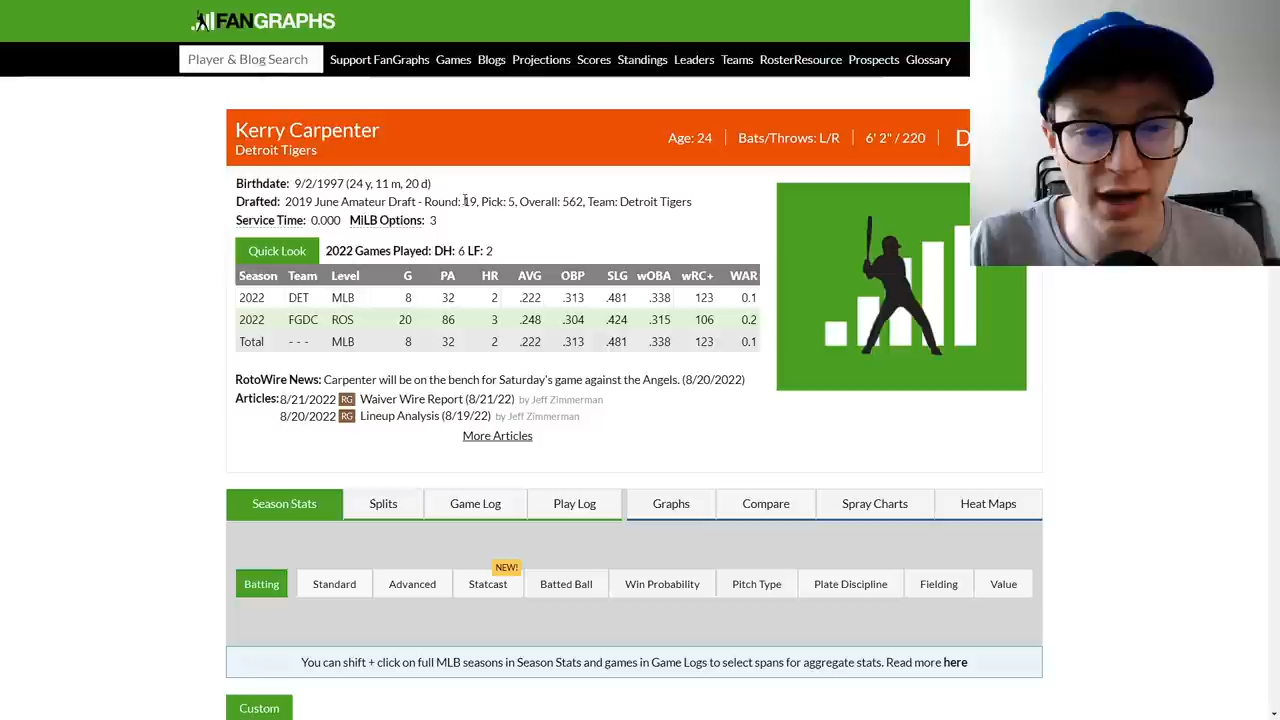 FANGRAPHS
Player & Blog Search Support FanGraphs Games Blogs Projections Scores Standings Leaders Teams RosterResource Prospects Glossary
Kerry Carpenter
Detroit Tigers
Age: 24 Bats/Throws: L/R 6' 2" / 220 D
Birthdate: 9/2/1997 (24 y, 11 m, 20 d)
Drafted: 2019 June Amateur Draft - Round: 19, Pick: 5, Overall: 562, Team: Detroit Tigers
Service Time: 0.000 MiLB Options: 3
Quick Look 2022 Games Played: DH: 6 LF: 2
Season Team Level G PA HR AVG OBP SLG wOBA wRC+ WAR
2022 DET MLB 8 32 2 .222 .313 .481 .338 123 0.1
2022 FGDC ROS 20 86 3 .248 .304 .424 .315 106 0.2
Total - - - MLB 8 32 2 .222 .313 .481 .338 123 0.1
RotoWire News: Carpenter will be on the bench for Saturday's game against the Angels. (8/20/2022)
Articles: 8/21/2022 RG Waiver Wire Report (8/21/22) by Jeff Zimmerman
8/20/2022 RG Lineup Analysis (8/19/22) by Jeff Zimmerman
More Articles
Season Stats Splits Game Log Play Log Graphs Compare Spray Charts Heat Maps
NEW!
Batting Standard Advanced Statcast Batted Ball Win Probability Pitch Type Plate Discipline Fielding Value
You can shift + click on full MLB seasons in Season Stats and games in Game Logs to select spans for aggregate stats. Read more here
Custom